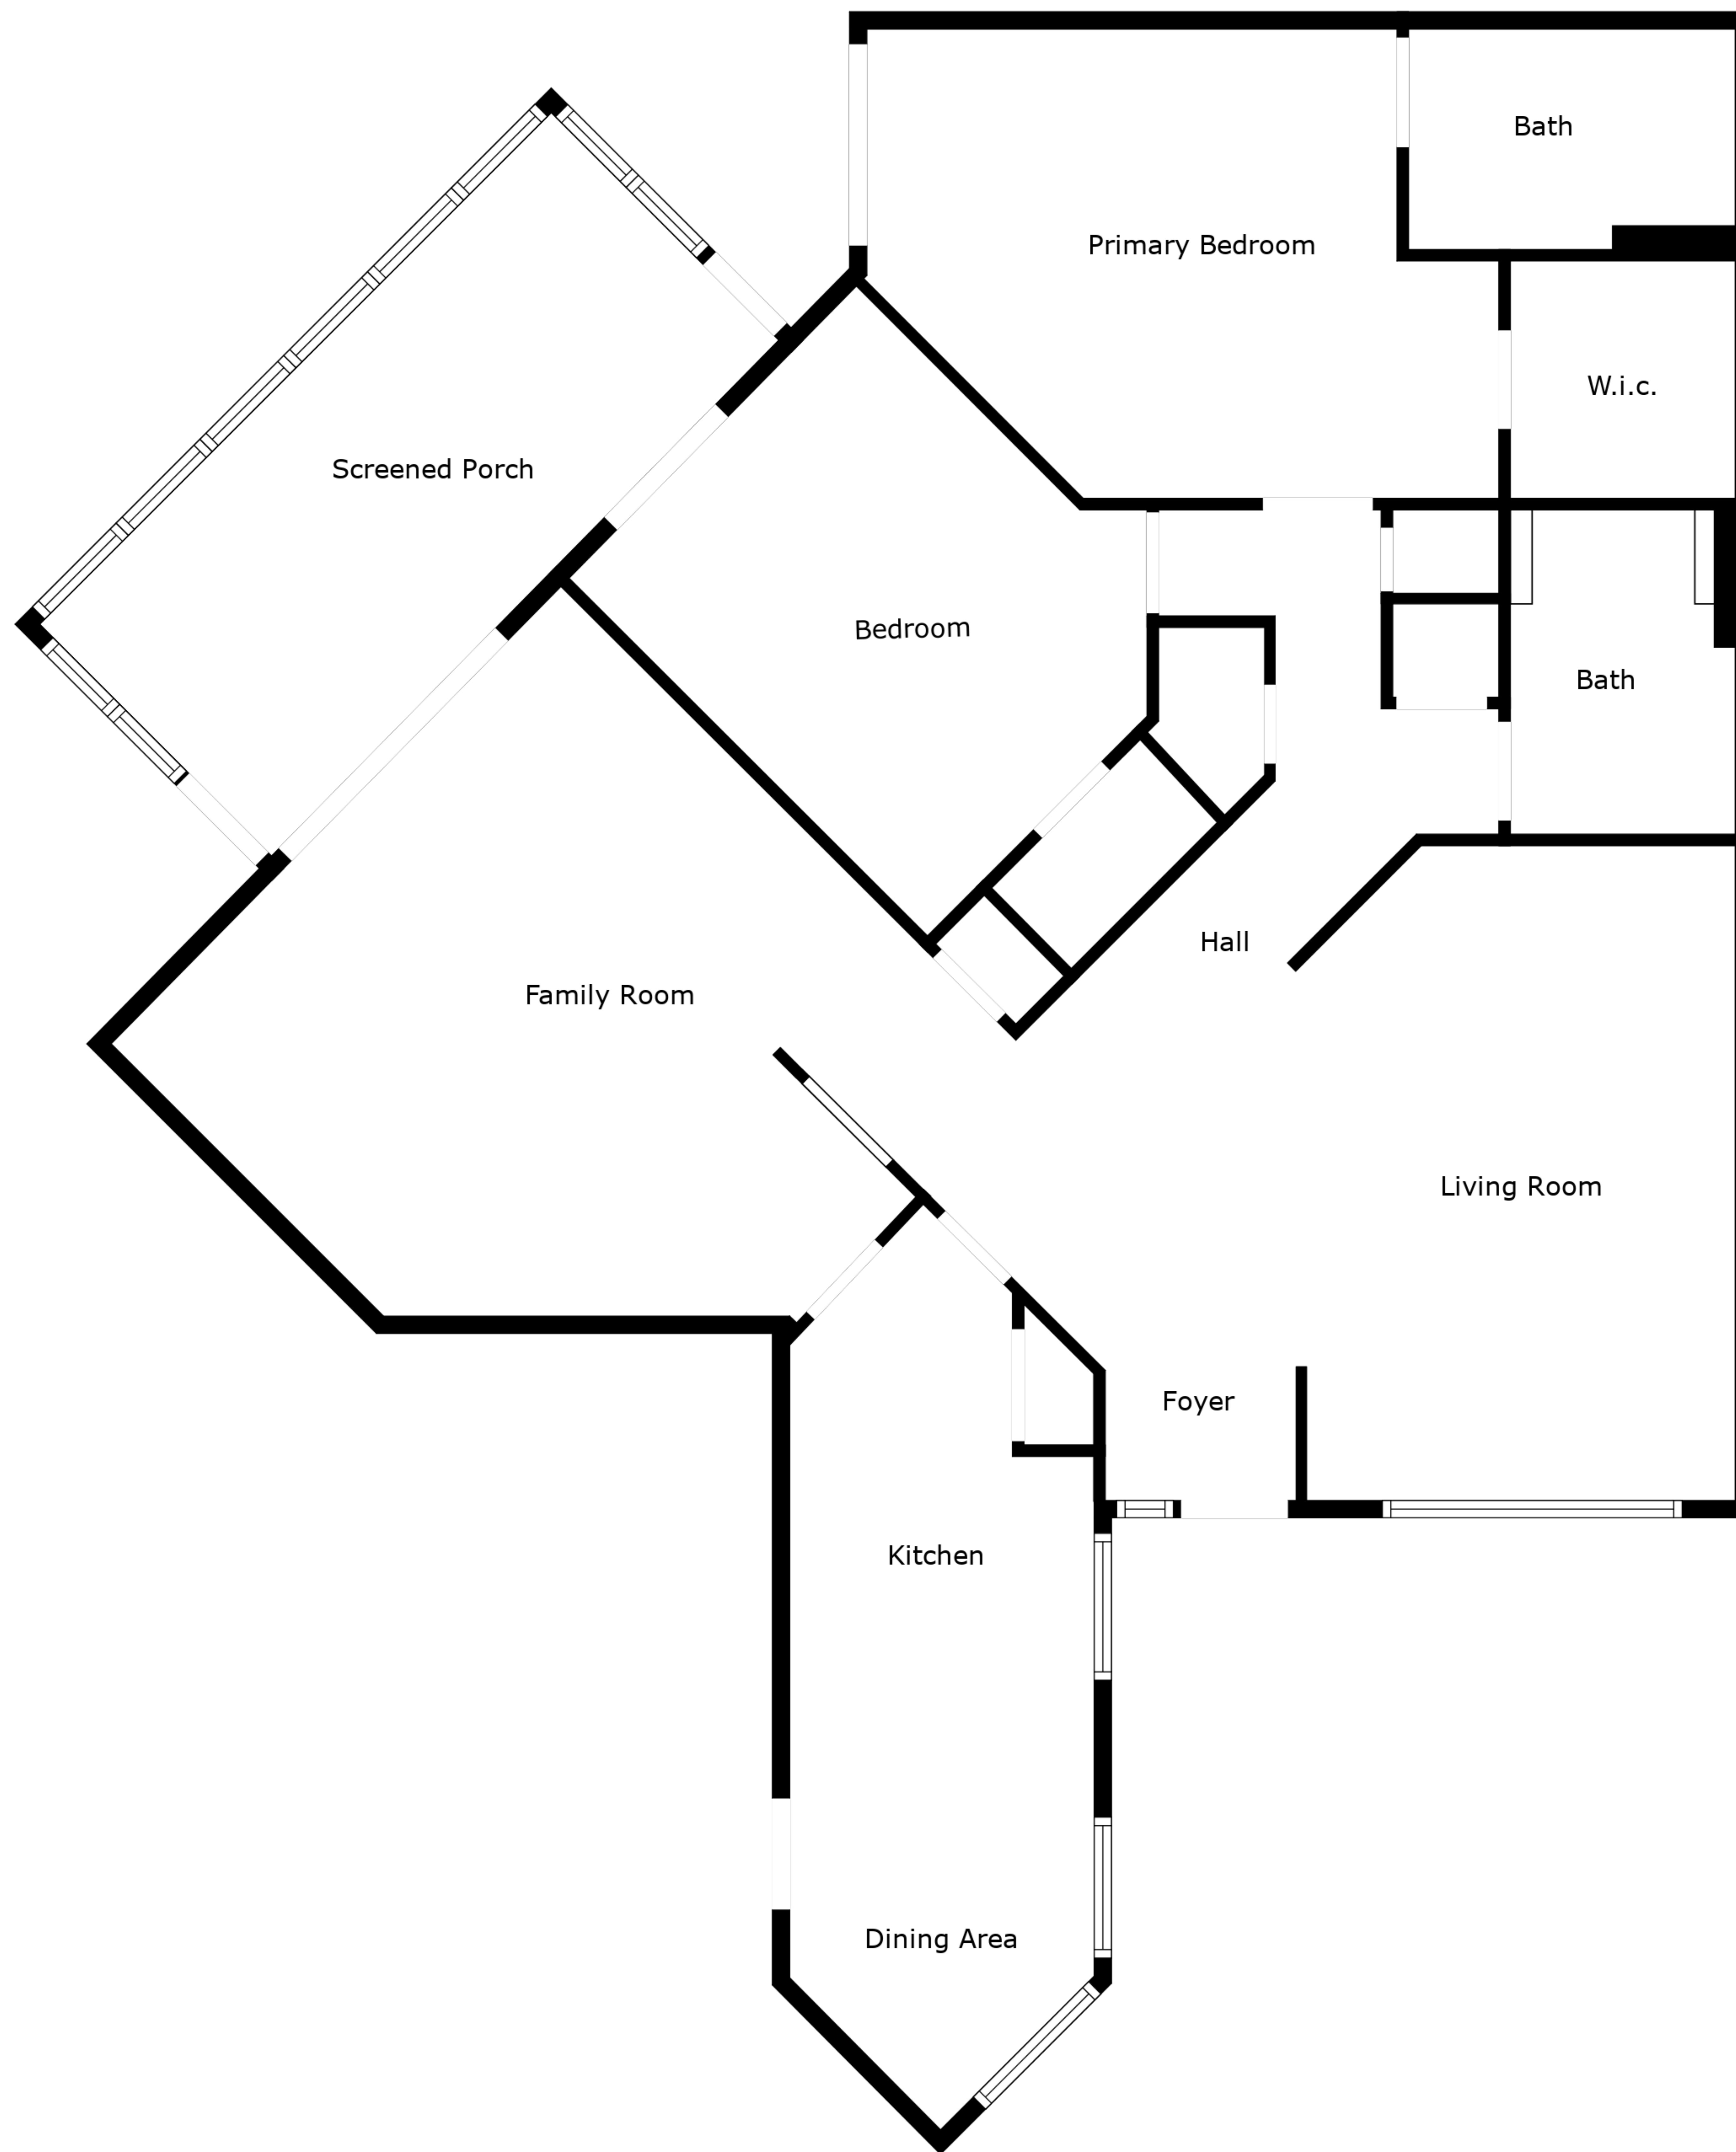 Bath
Primary Bedroom
W.i.c.
Screened Porch
Bedroom
Bath
Hall
Family Room
Living Room
Foyer
Kitchen
Dining Area